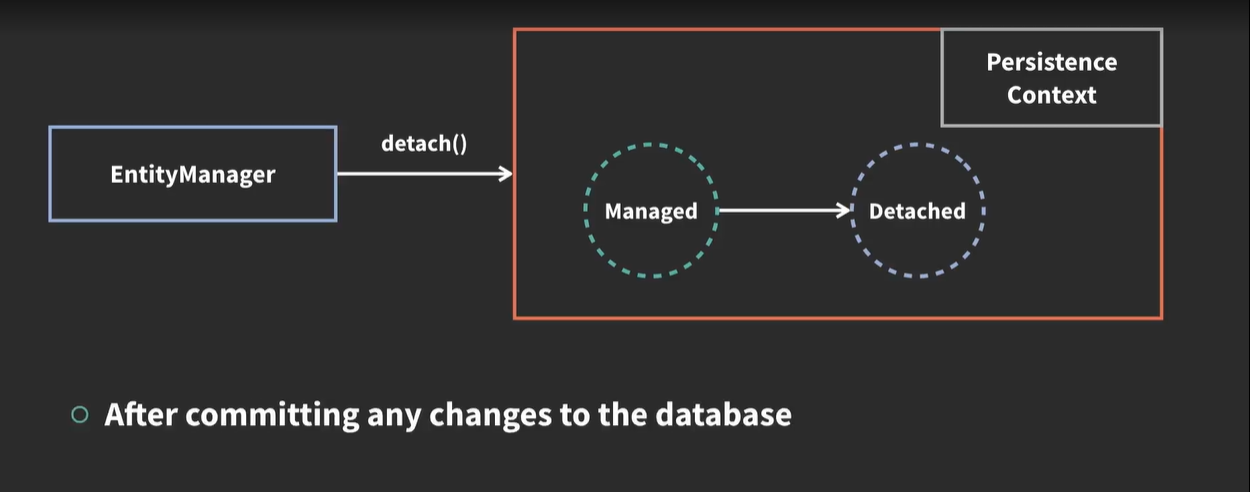 Persistence
Context
detach()
EntityManager
Managed
Detached
After committing any changes to the database